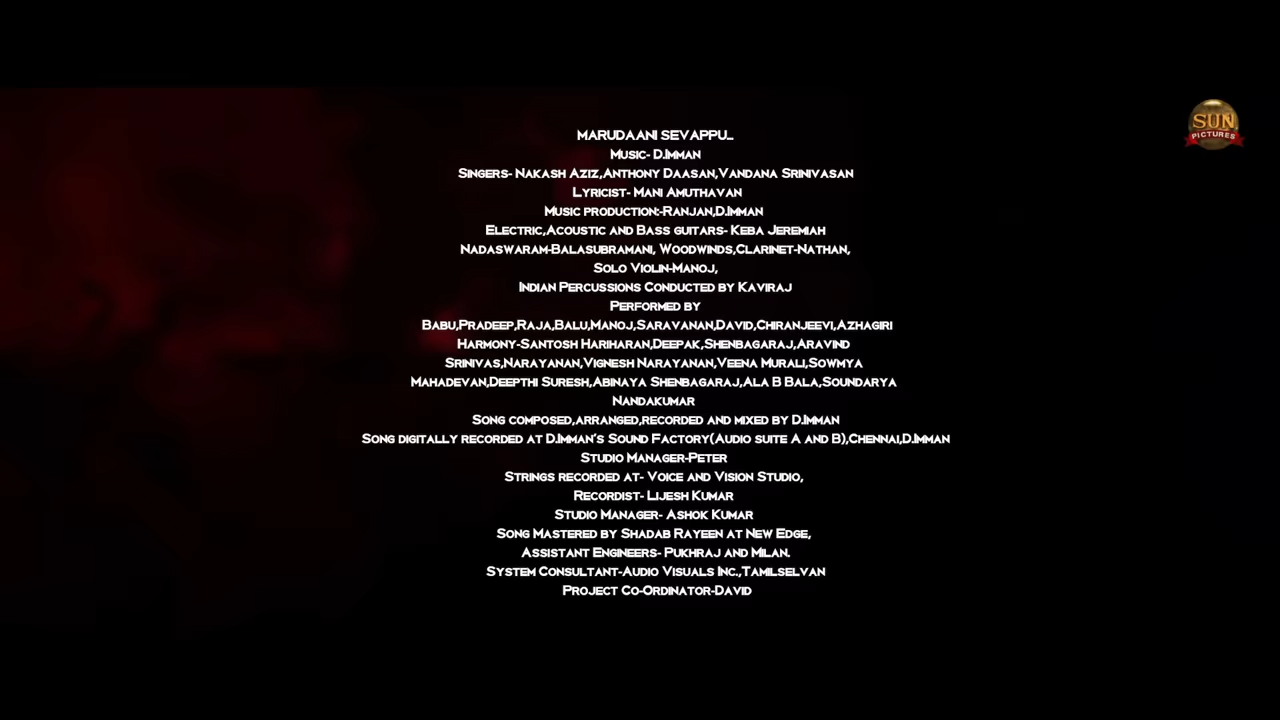 MARUDAANI SEVAPPU...
MUSIC- D.IMMAN
SINGERS- NAKASH AZIZ,ANTHONY DAASAN,VANDANA SRINIVASAN
LYRICIST- MANI AMUTHAVAN
MUSIC PRODUCTION:-RANJAN,D.IMMAN
ELECTRIC,ACOUSTIC AND BASS GUITARS- KEBA JEREMIAH
NADASWARAM-BALASUBRAMANI, WOODWINDS,CLARINET-NATHAN,
SOLO VIOLIN-MANOJ,
INDIAN PERCUSSIONS CONDUCTED BY KAVIRAJ
PERFORMED BY
BABU,PRADEEP,RAJA,BALU,MANOJ,SARAVANAN,DAVID,CHIRANJEEVI,AZHAGIRI
HARMONY-SANTOSH HARIHARAN,DEEPAK,SHENBAGARAJ,ARAVIND
SRINIVAS,NARAYANAN,VIGNESH NARAYANAN,VEENA MURALI,SOWMYA
MAHADEVAN,DEEPTHI SURESH,ABINAYA SHENBAGARAJ,ALA B BALA,SOUNDARYA
NANDAKUMAR
SONG COMPOSED,ARRANGED,RECORDED AND MIXED BY D.IMMAN
SONG DIGITALLY RECORDED AT D.IMMAN'S SOUND FACTORY(AUDIO SUITE A AND B),CHENNAI,D.IMMAN
STUDIO MANAGER-PETER
STRINGS RECORDED AT- VOICE AND VISION STUDIO,
RECORDIST- LIJESH KUMAR
STUDIO MANAGER- ASHOK KUMAR
SONG MASTERED BY SHADAB RAYEEN AT NEW EDGE,
ASSISTANT ENGINEERS- PUKHRAJ AND MILAN.
SYSTEM CONSULTANT-AUDIO VISUALS INC.,TAMILSELVAN
PROJECT CO-ORDINATOR-DAVID
SUN
PICTURES